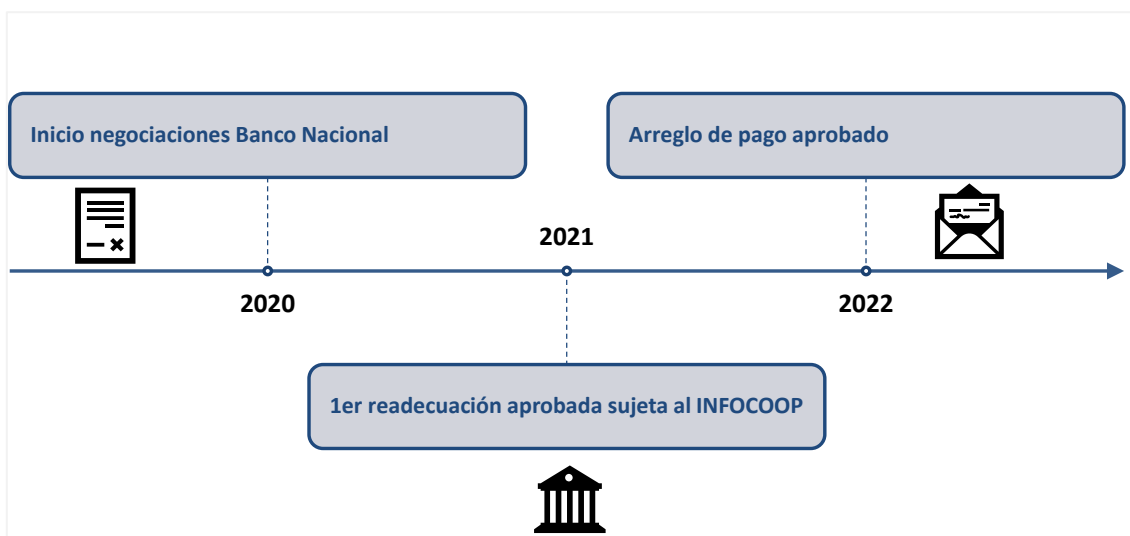 Inicio negociaciones Banco Nacional
Arreglo de pago aprobado
2021
2020
2022
1er readecuación aprobada sujeta al INFOCOOP